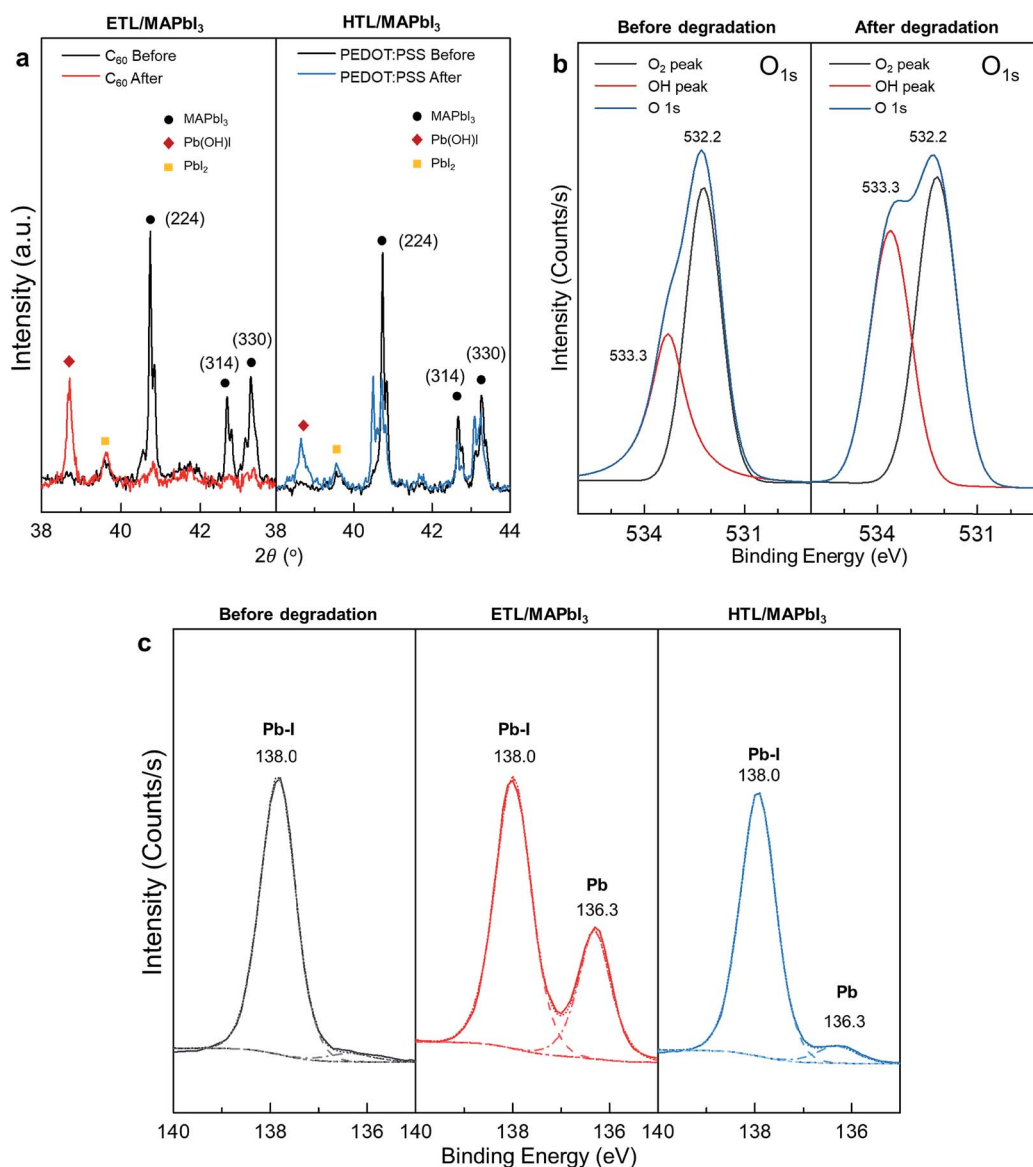 a
ETL/MAPbI₃
HTL/MAPbI₃
C₆₀ Before
C₆₀ After
MAPbI₃
Pb(OH)I
PbI₂
(224)
(314)
(330)
PEDOT:PSS Before
PEDOT:PSS After
MAPbI₃
Pb(OH)I
PbI₂
(224)
(314)
(330)
Intensity (a.u.)
38 40 42 38 40 42 44
2θ (°)
b
Before degradation
After degradation
O₂ peak
OH peak
O 1s
O₁ₛ
532.2
533.3
O₂ peak
OH peak
O 1s
O₁ₛ
532.2
533.3
Intensity (Counts/s)
534 531 534 531
Binding Energy (eV)
c
Before degradation
ETL/MAPbI₃
HTL/MAPbI₃
Pb-I
138.0
Pb-I
138.0
Pb
136.3
Pb-I
138.0
Pb
136.3
Intensity (Counts/s)
140 138 136 140 138 136 140 138 136
Binding Energy (eV)